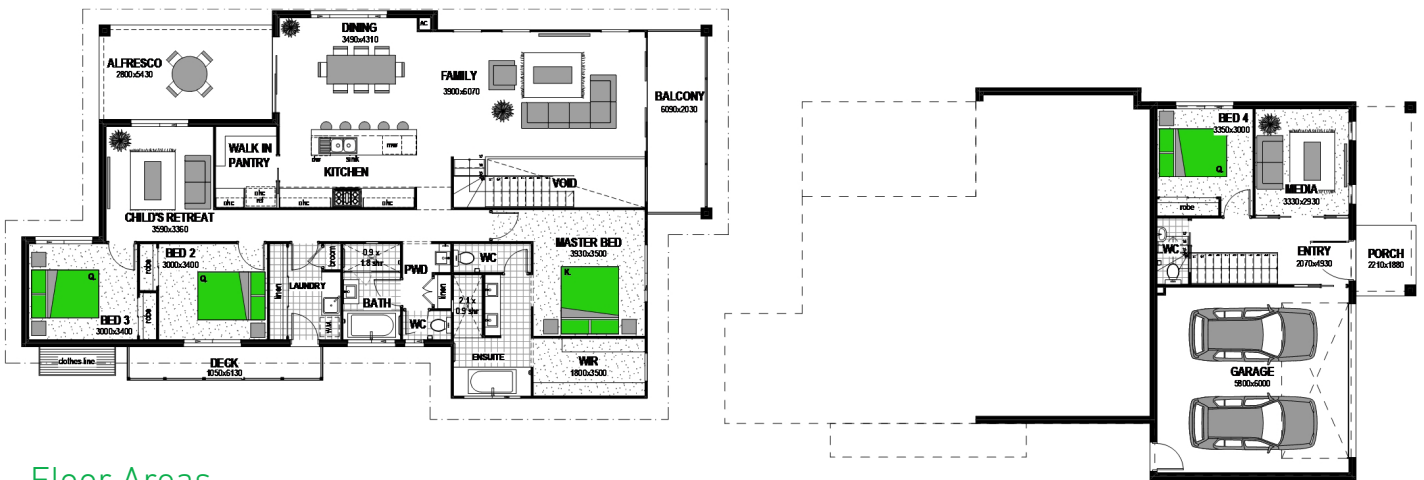 DINING
3490x4310
AC
ALFRESCO
2800x5430
FAMILY
3900x6070
BALCONY
6090x2030
WALK IN
PANTRY
dw
sink
mw
KITCHEN
ohc
ohc
ref
ohc
ohc
VOID
CHILD'S RETREAT
3590x3360
BED 2
3000x3400
Q.
robe
robe
BED 3
3000x3400
Q.
LAUNDRY
broom
linen
W.M.
0.9 x
1.8 shr
BATH
PWD
linen
WC
WC
2.1 x
0.9 shr
ENSUITE
MASTER BED
3930x3500
K.
WIR
1800x3500
clothes line
DECK
1050x6130
BED 4
3350x3000
Q.
robe
MEDIA
3330x2930
WC
ENTRY
2070x4930
PORCH
2210x1880
GARAGE
5800x6000
Floor Areas